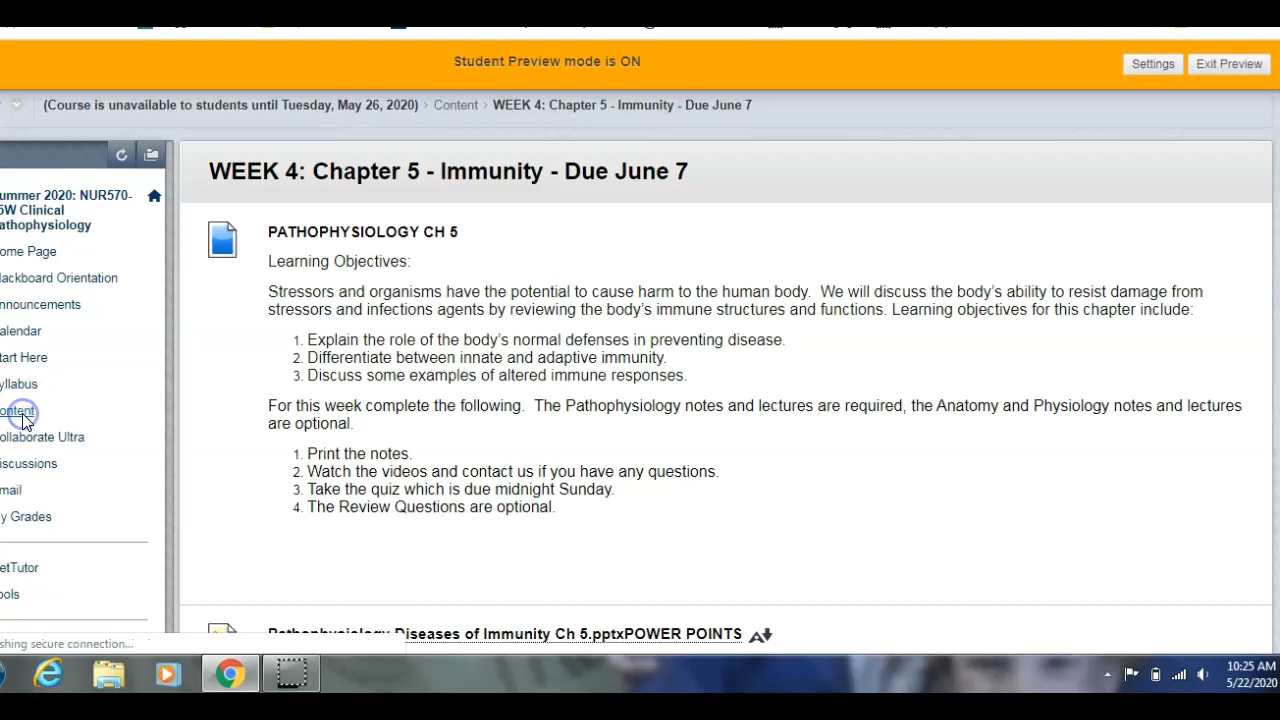 Student Preview mode is ON
Settings
Exit Preview
(Course is unavailable to students until Tuesday, May 26, 2020) > Content > WEEK 4: Chapter 5 - Immunity - Due June 7
ummer 2020: NUR570-
5W Clinical
athophysiology
ome Page
lackboard Orientation
nnouncements
alendar
tart Here
yllabus
ontent
ollaborate Ultra
iscussions
mail
y Grades
etTutor
ools
WEEK 4: Chapter 5 - Immunity - Due June 7
PATHOPHYSIOLOGY CH 5
Learning Objectives:
Stressors and organisms have the potential to cause harm to the human body. We will discuss the body's ability to resist damage from
stressors and infections agents by reviewing the body's immune structures and functions. Learning objectives for this chapter include:
1. Explain the role of the body's normal defenses in preventing disease.
2. Differentiate between innate and adaptive immunity.
3. Discuss some examples of altered immune responses.
For this week complete the following. The Pathophysiology notes and lectures are required, the Anatomy and Physiology notes and lectures
are optional.
1. Print the notes.
2. Watch the videos and contact us if you have any questions.
3. Take the quiz which is due midnight Sunday.
4. The Review Questions are optional.
Pathophysiology Diseases of Immunity Ch 5.pptxPOWER POINTS
shing secure connection...
10:25 AM
5/22/2020